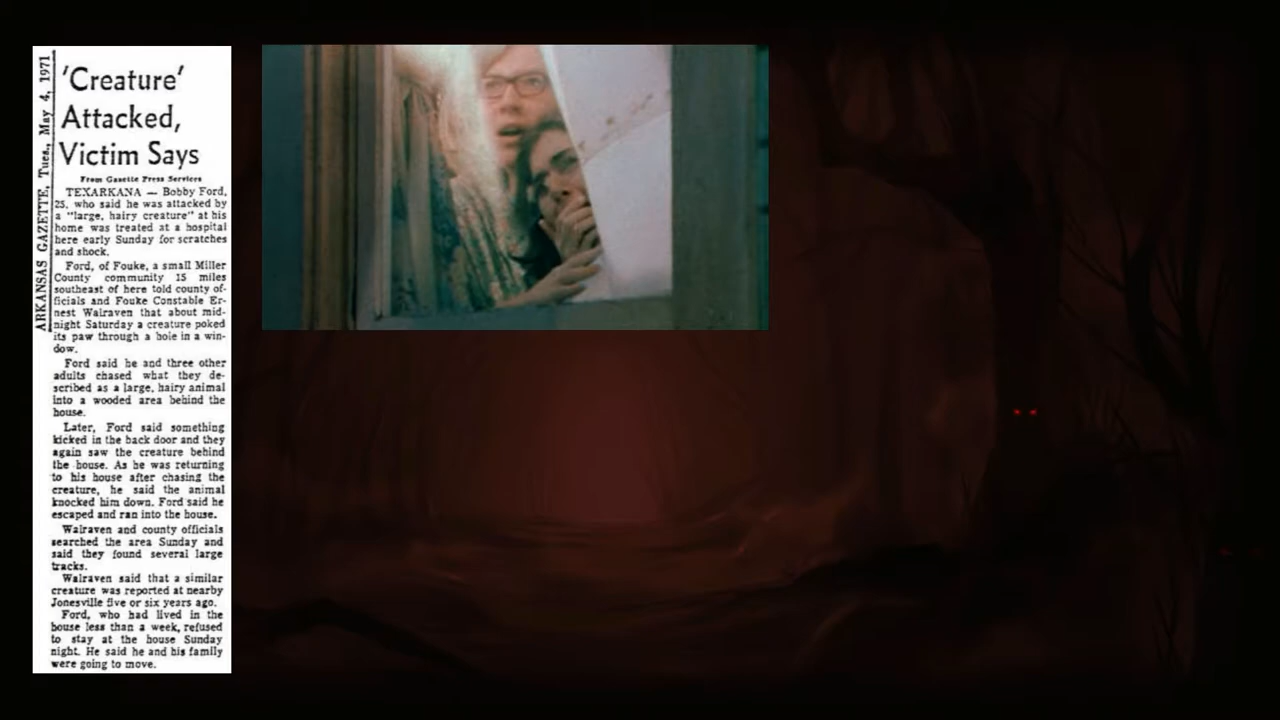 ARKANSAS GAZETTE, Tues., May 4, 1971
'Creature'
Attacked,
Victim Says
From Gazette Press Services
TEXARKANA — Bobby Ford,
25, who said he was attacked by
a "large, hairy creature" at his
home was treated at a hospital
here early Sunday for scratches
and shock.
Ford, of Fouke, a small Miller
County community 15 miles
southeast of here told county of-
ficials and Fouke Constable Er-
nest Walraven that about mid-
night Saturday a creature poked
its paw through a hole in a win-
dow.
Ford said he and three other
adults chased what they de-
scribed as a large, hairy animal
into a wooded area behind the
house.
Later, Ford said something
kicked in the back door and they
again saw the creature behind
the house. As he was returning
to his house after chasing the
creature, he said the animal
knocked him down. Ford said he
escaped and ran into the house.
Walraven and county officials
searched the area Sunday and
said they found several large
tracks.
Walraven said that a similar
creature was reported at nearby
Jonesville five or six years ago.
Ford, who had lived in the
house less than a week, refused
to stay at the house Sunday
night. He said he and his family
were going to move.